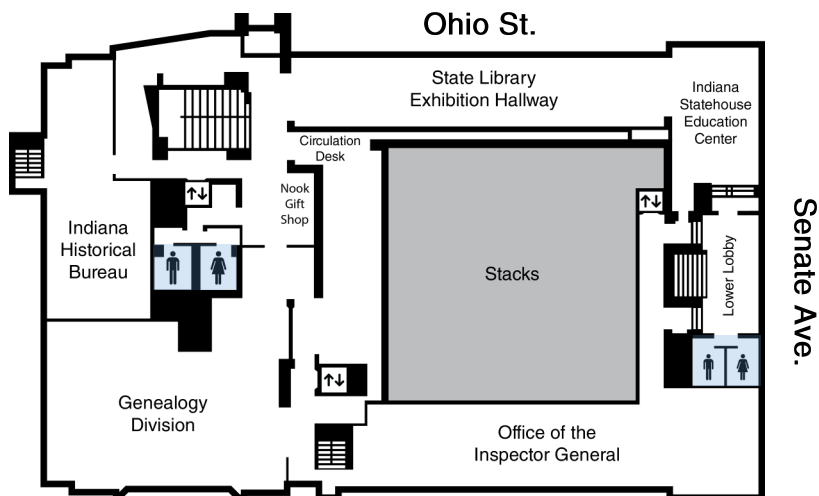 Ohio St.
State Library
Exhibition Hallway
Indiana
Statehouse
Education
Center
Circulation
Desk
Nook
Gift
Shop
Indiana
Historical
Bureau
Stacks
Lower Lobby
Senate Ave.
Genealogy
Division
Office of the
Inspector General